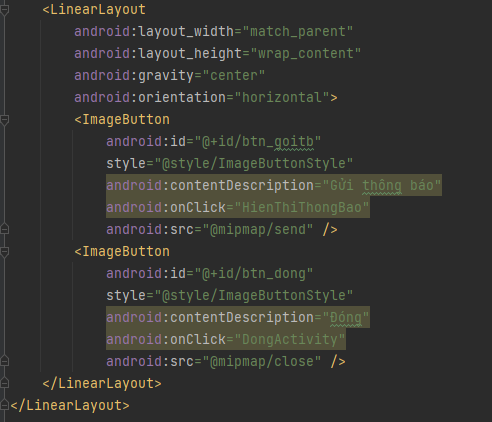 <LinearLayout
android:layout_width="match_parent"
android:layout_height="wrap_content"
android:gravity="center"
android:orientation="horizontal">
<ImageButton
android:id="@+id/btn_goitb"
style="@style/ImageButtonStyle"
android:contentDescription="Gửi thông báo"
android:onClick="HienThiThongBao"
android:src="@mipmap/send" />
<ImageButton
android:id="@+id/btn_dong"
style="@style/ImageButtonStyle"
android:contentDescription="Đóng"
android:onClick="DongActivity"
android:src="@mipmap/close" />
</LinearLayout>
</LinearLayout>